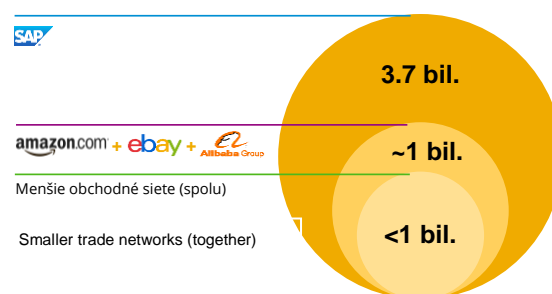 SAP
3.7 bil.
amazon.com + ebay + Alibaba Group
~1 bil.
Menšie obchodné siete (spolu)
Smaller trade networks (together)
<1 bil.